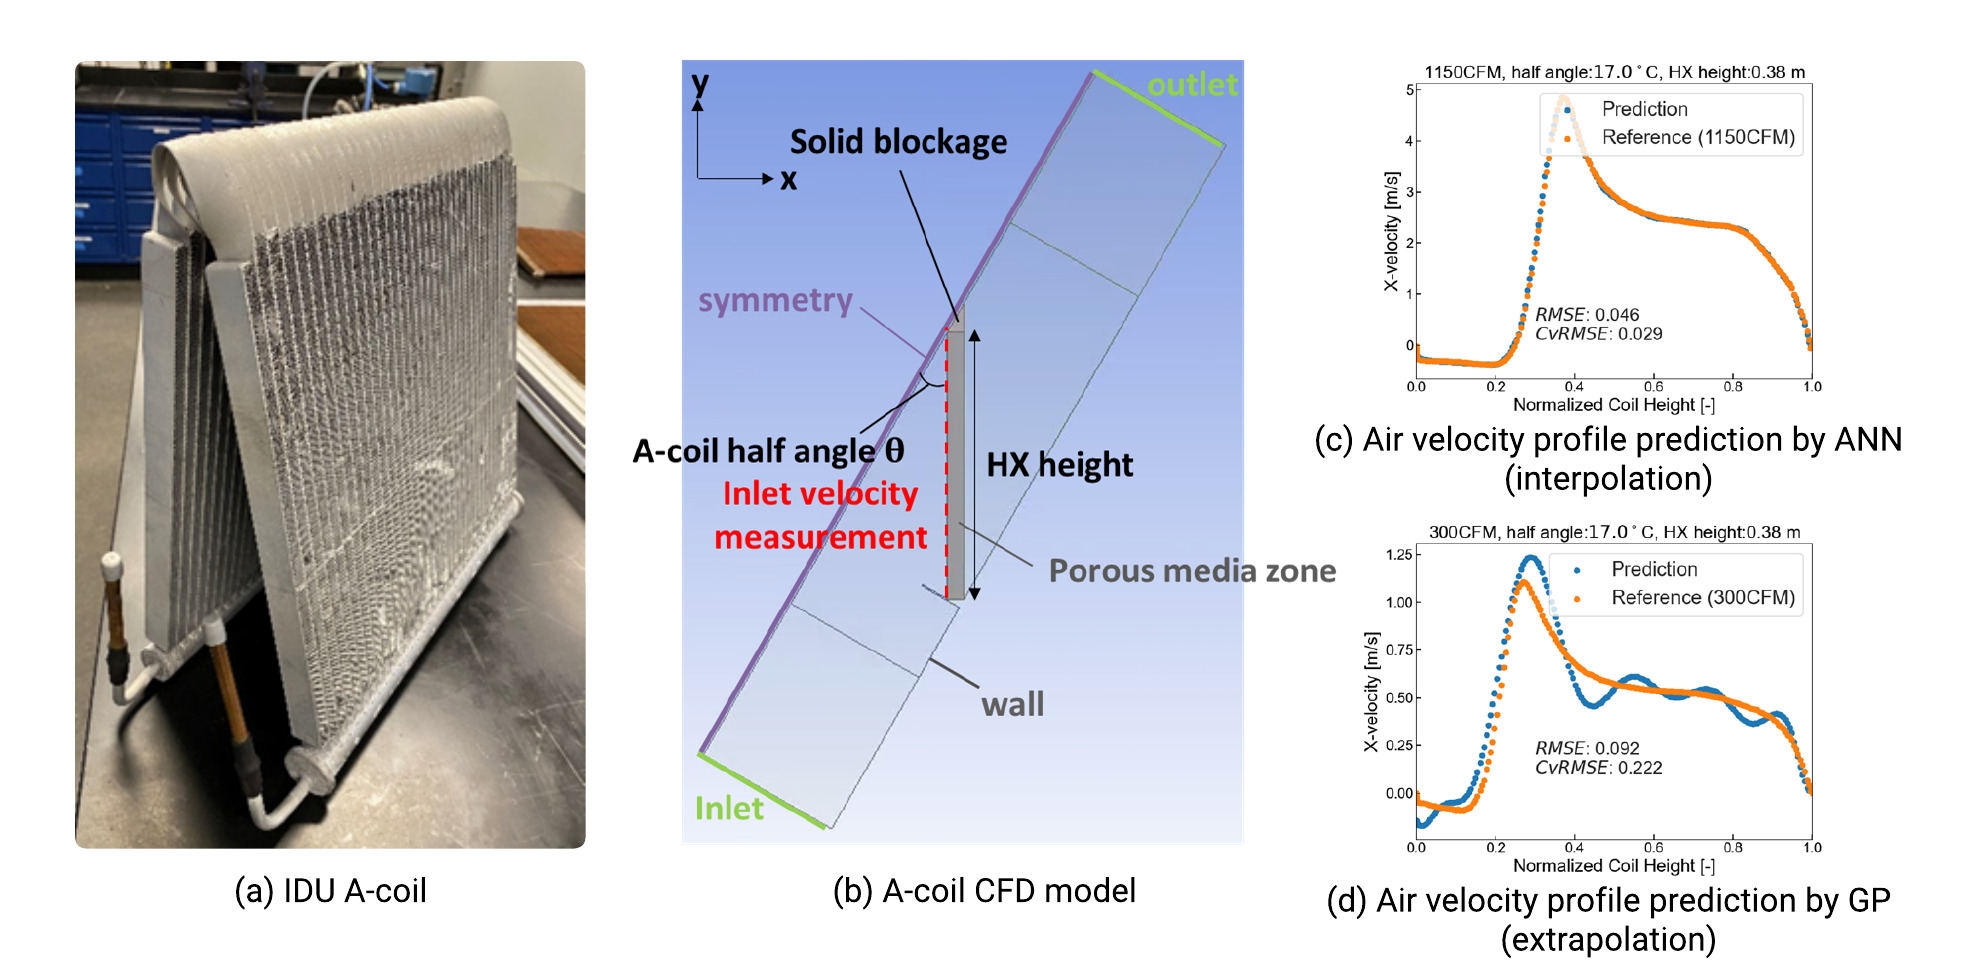 y
x
Solid blockage
outlet
symmetry
A-coil half angle θ
HX height
Inlet velocity
measurement
Porous media zone
wall
Inlet
(a) IDU A-coil
(b) A-coil CFD model
1150CFM, half angle:17.0°C, HX height:0.38 m
Prediction
Reference (1150CFM)
X-velocity [m/s]
5
4
3
2
1
0
RMSE: 0.046
CvRMSE: 0.029
0.0 0.2 0.4 0.6 0.8 1.0
Normalized Coil Height [-]
(c) Air velocity profile prediction by ANN
(interpolation)
300CFM, half angle:17.0°C, HX height:0.38 m
Prediction
Reference (300CFM)
X-velocity [m/s]
1.25
1.00
0.75
0.50
0.25
0.00
RMSE: 0.092
CvRMSE: 0.222
0.0 0.2 0.4 0.6 0.8 1.0
Normalized Coil Height [-]
(d) Air velocity profile prediction by GP
(extrapolation)